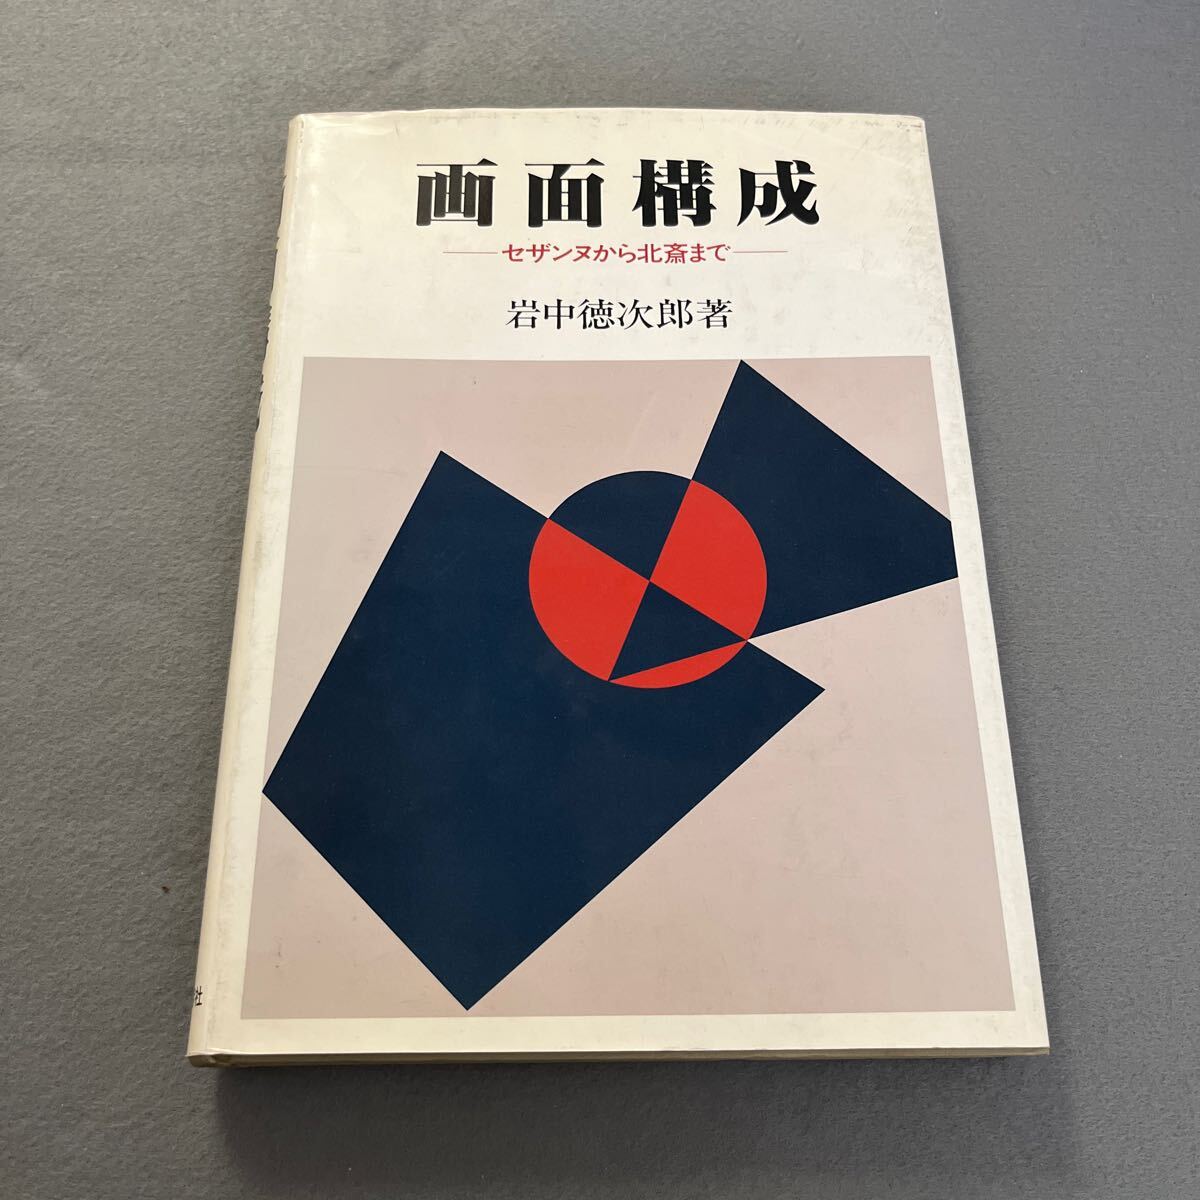 画面構成
セザンヌから北斎まで
岩中徳次郎著
社